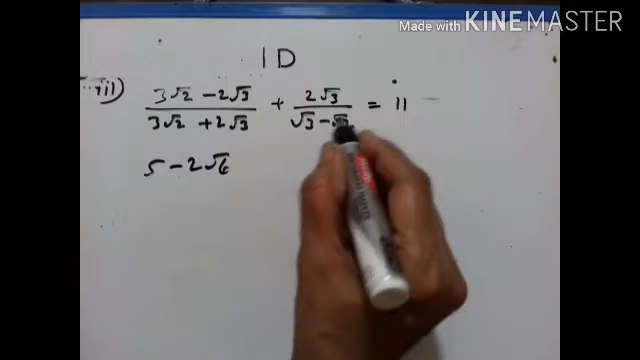 Made with KINEMASTER
1D
iii) (3√2 - 2√3)/(3√2 + 2√3) + 2√3/(√3 - √2) = 11
5 - 2√6